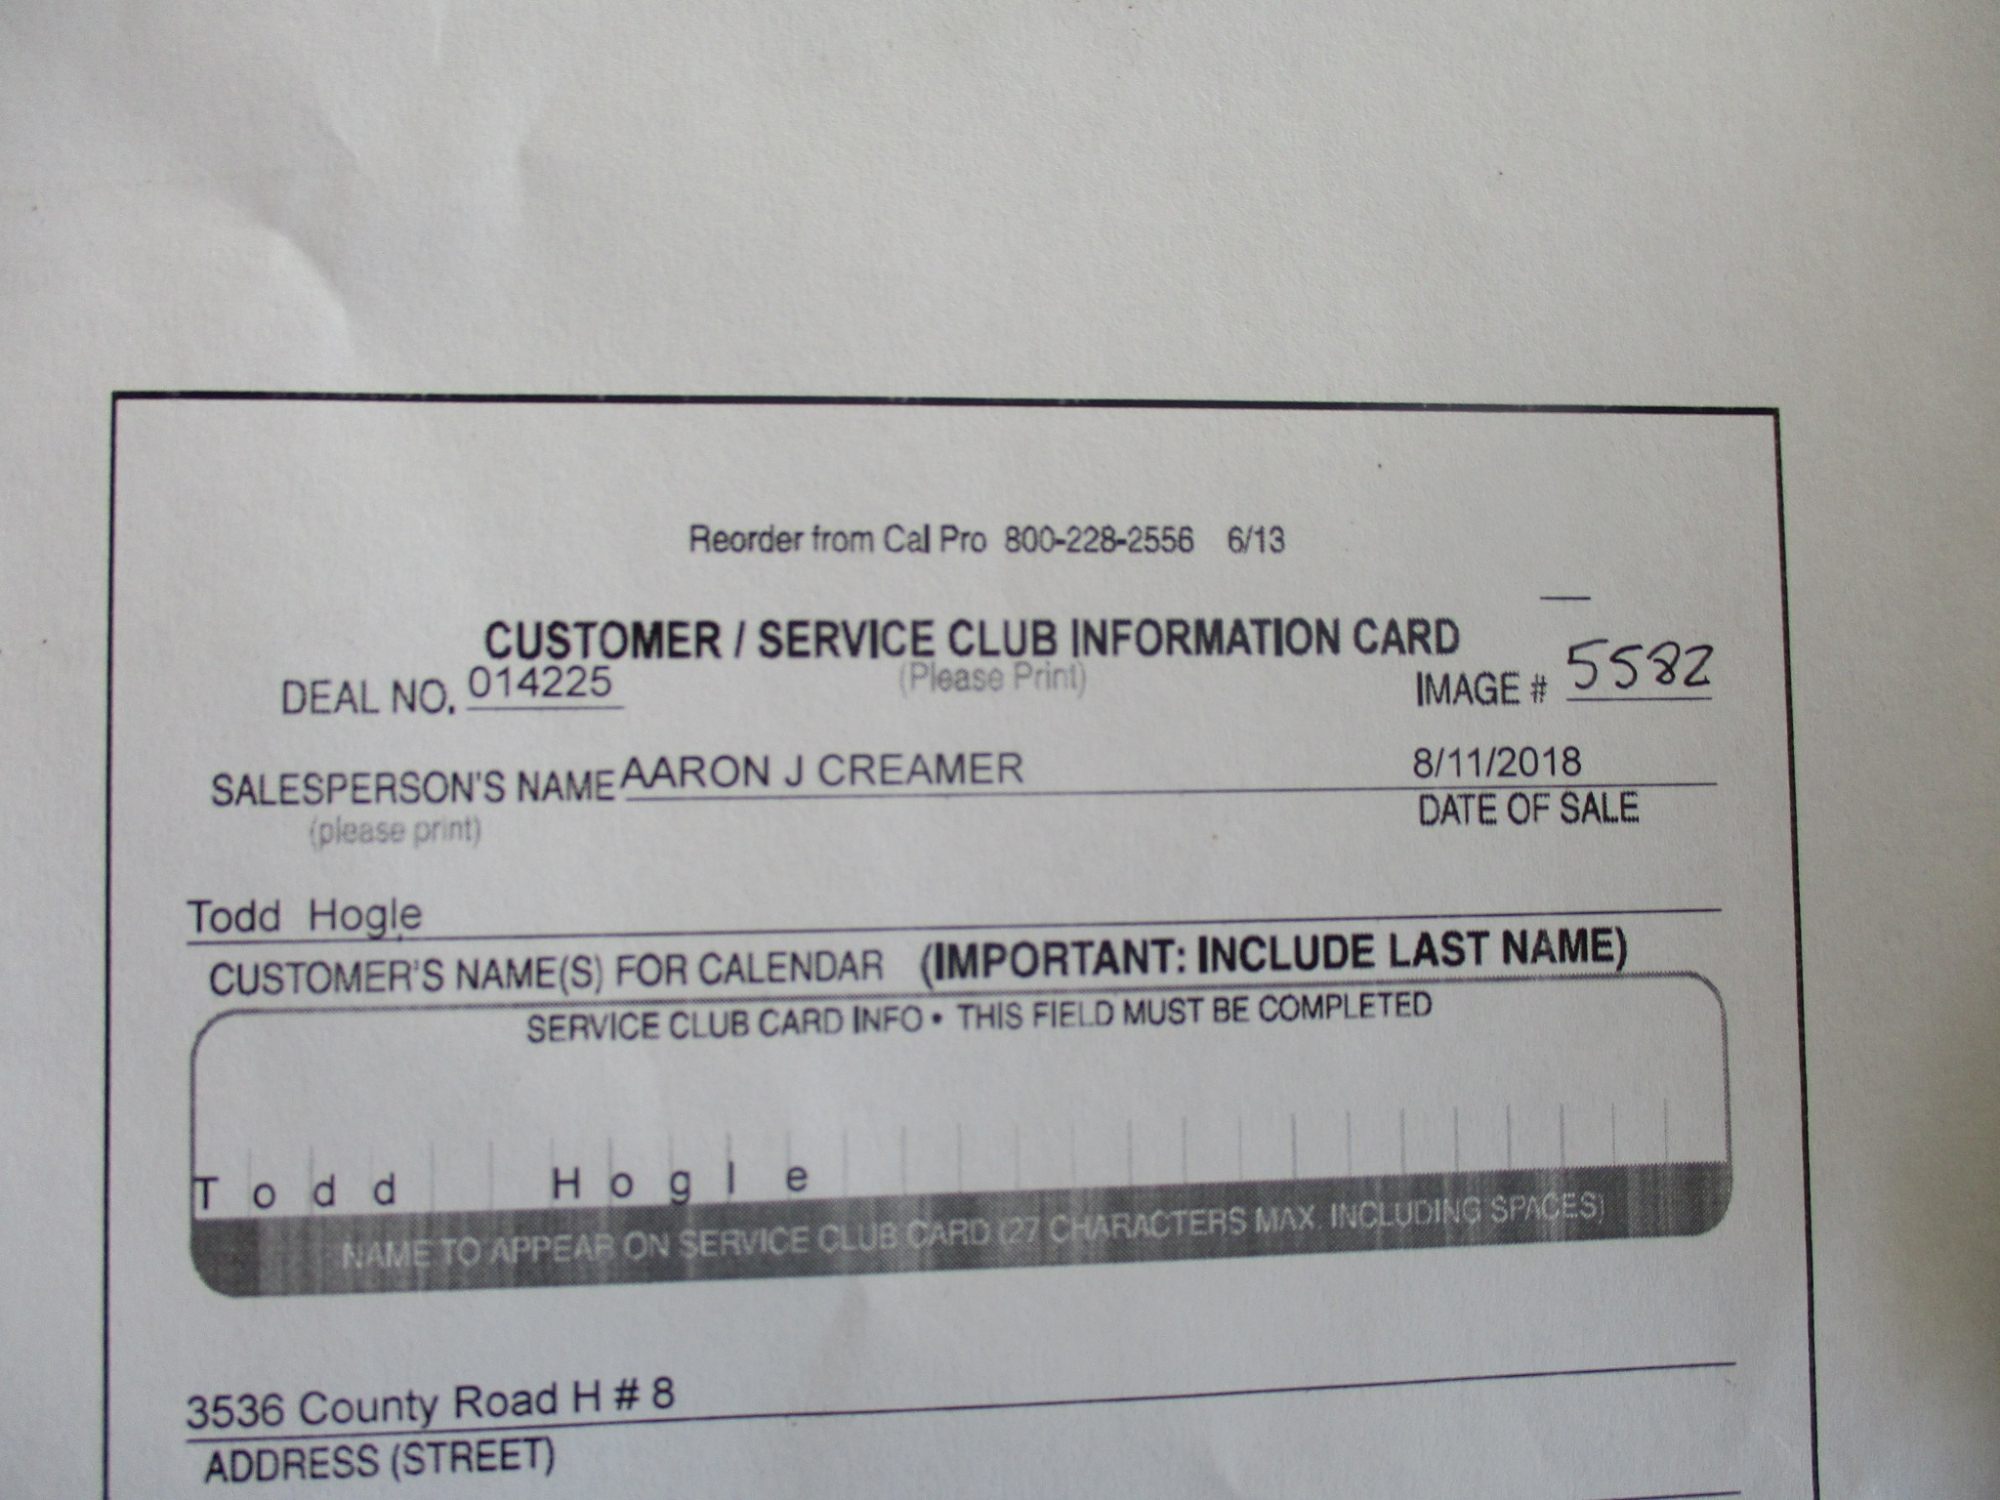 Reorder from Cal Pro 800-228-2556 6/13
CUSTOMER / SERVICE CLUB INFORMATION CARD
(Please Print)
DEAL NO. 014225 IMAGE # 5582
SALESPERSON'S NAME AARON J CREAMER 8/11/2018
(please print) DATE OF SALE
Todd Hogle
CUSTOMER'S NAME(S) FOR CALENDAR (IMPORTANT: INCLUDE LAST NAME)
SERVICE CLUB CARD INFO • THIS FIELD MUST BE COMPLETED
Todd Hogle
NAME TO APPEAR ON SERVICE CLUB CARD (27 CHARACTERS MAX. INCLUDING SPACES)
3536 County Road H # 8
ADDRESS (STREET)